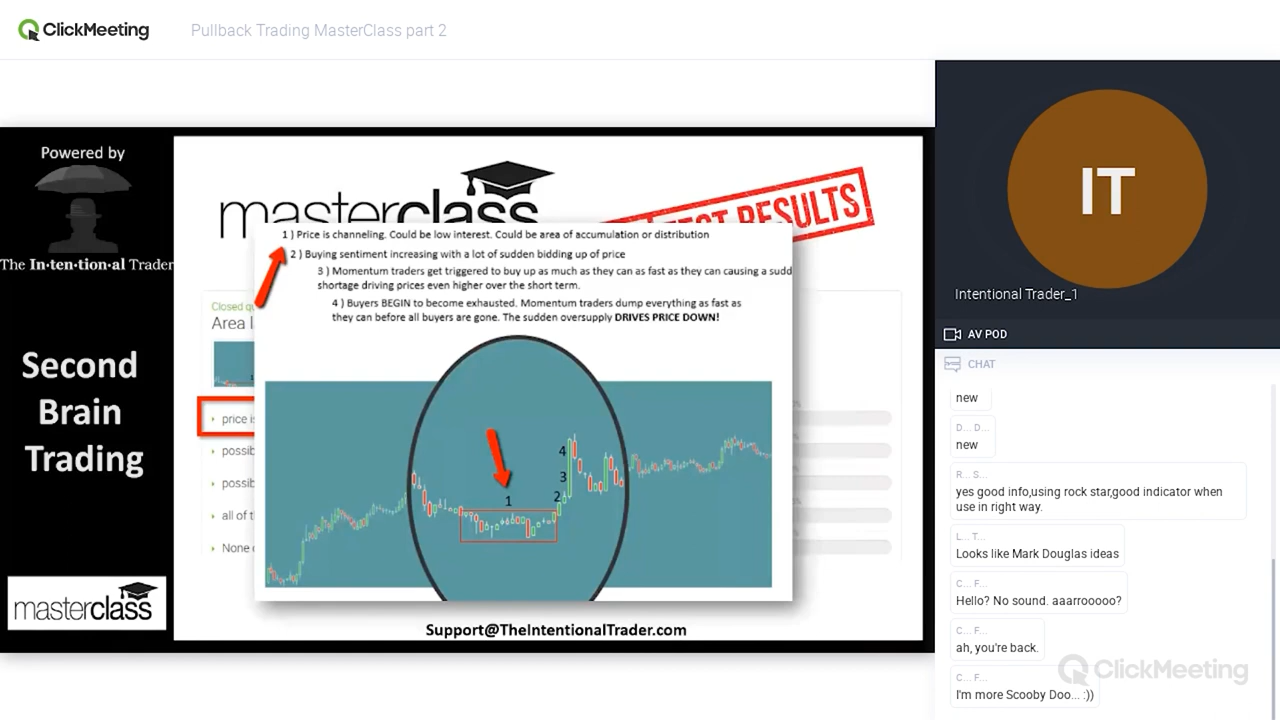 ClickMeeting
Pullback Trading MasterClass part 2
Powered by
The In·ten·tion·al Trader
Second
Brain
Trading
masterclass
masterclass
RESULTS
1 ) Price is channeling. Could be low interest. Could be area of accumulation or distribution
2 ) Buying sentiment increasing with a lot of sudden bidding up of price
3 ) Momentum traders get triggered to buy up as much as they can as fast as they can causing a sudd
shortage driving prices even higher over the short term.
4 ) Buyers BEGIN to become exhausted. Momentum traders dump everything as fast as
they can before all buyers are gone. The sudden oversupply DRIVES PRICE DOWN!
Closed qu
Area
price is
possib
possib
all of t
None
4
3
2
1
Support@TheIntentionalTrader.com
IT
Intentional Trader_1
AV POD
CHAT
new
D... D...
new
R... S...
yes good info,using rock star,good indicator when
use in right way.
L... T...
Looks like Mark Douglas ideas
C... F...
Hello? No sound. aaarrooooo?
C... F...
ah, you're back.
C... F...
I'm more Scooby Doo... :))
ClickMeeting